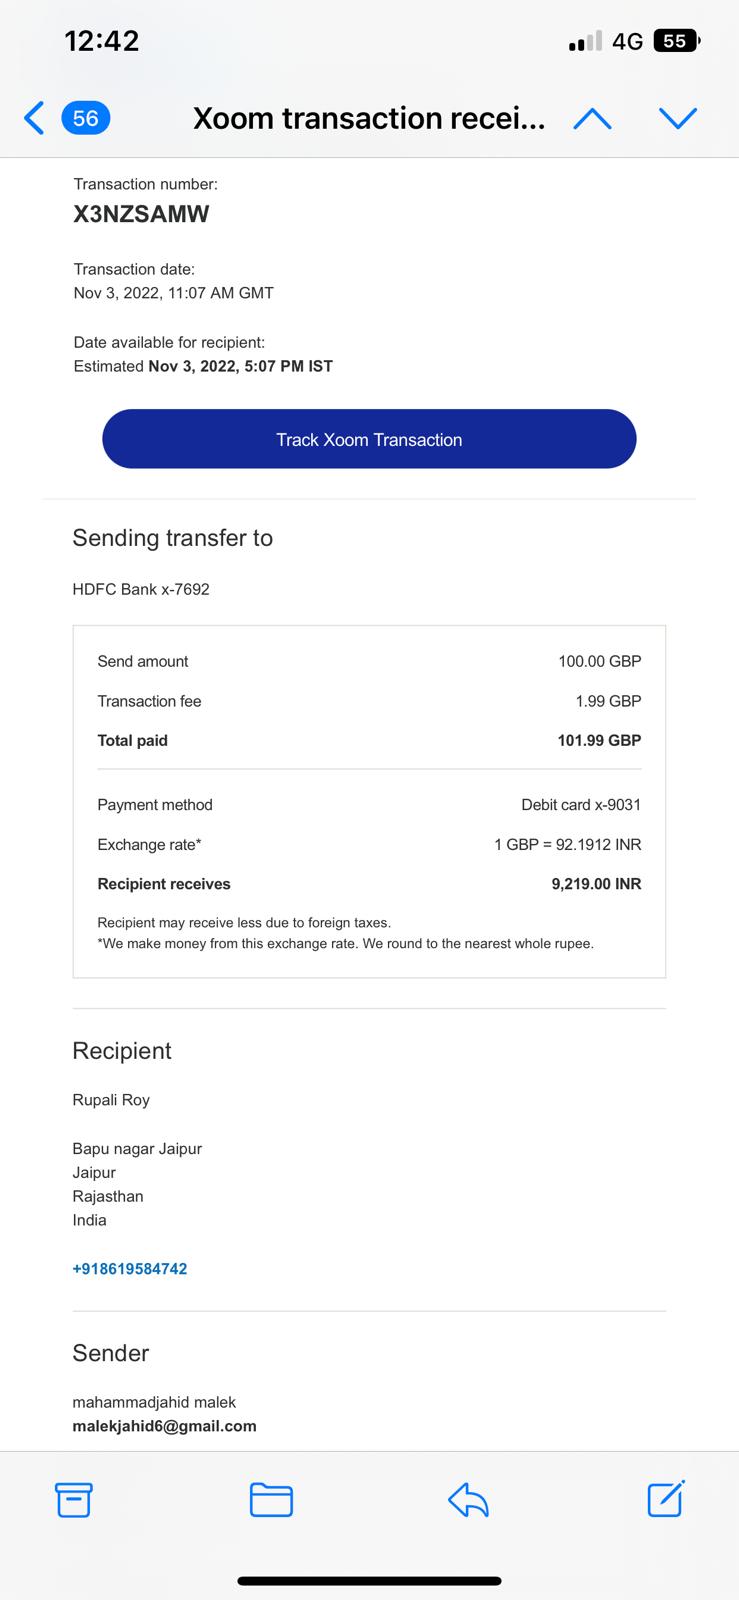 12:42
4G 55
56
Xoom transaction recei...
Transaction number:
X3NZSAMW
Transaction date:
Nov 3, 2022, 11:07 AM GMT
Date available for recipient:
Estimated Nov 3, 2022, 5:07 PM IST
Track Xoom Transaction
Sending transfer to
HDFC Bank x-7692
Send amount 100.00 GBP
Transaction fee 1.99 GBP
Total paid 101.99 GBP
Payment method Debit card x-9031
Exchange rate* 1 GBP = 92.1912 INR
Recipient receives 9,219.00 INR
Recipient may receive less due to foreign taxes.
*We make money from this exchange rate. We round to the nearest whole rupee.
Recipient
Rupali Roy
Bapu nagar Jaipur
Jaipur
Rajasthan
India
+918619584742
Sender
mahammadjahid malek
malekjahid6@gmail.com